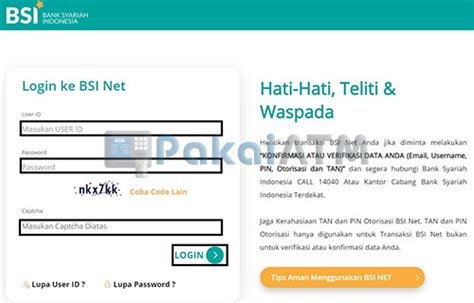 BSI BANK SYARIAH
INDONESIA
Login ke BSI Net
User ID
Masukan USER ID
Password
Masukan Password
nkx7kk
Coba Code Lain
Captcha
Masukan Captcha Diatas
LOGIN
Lupa User ID ?
Lupa Password ?
Hati-Hati, Teliti &
Waspada
Hentikan transaksi BSI Net Anda jika diminta melakukan
"KONFIRMASI ATAU VERIFIKASI DATA ANDA (Email, Username,
PIN, Otorisasi dan TAN)" dan segera hubungi Bank Syariah
Indonesia CALL 14040 Atau Kantor Cabang Bank Syariah
Indonesia Terdekat.
Jaga Kerahasiaan TAN dan PIN Otorisasi BSI Net. TAN dan PIN
Otorisasi hanya digunakan untuk Transaksi BSI Net bukan
untuk verifikasi atau konfirmasi data Anda.
Tips Aman Menggunakan BSI NET
ATM
PakaiATM